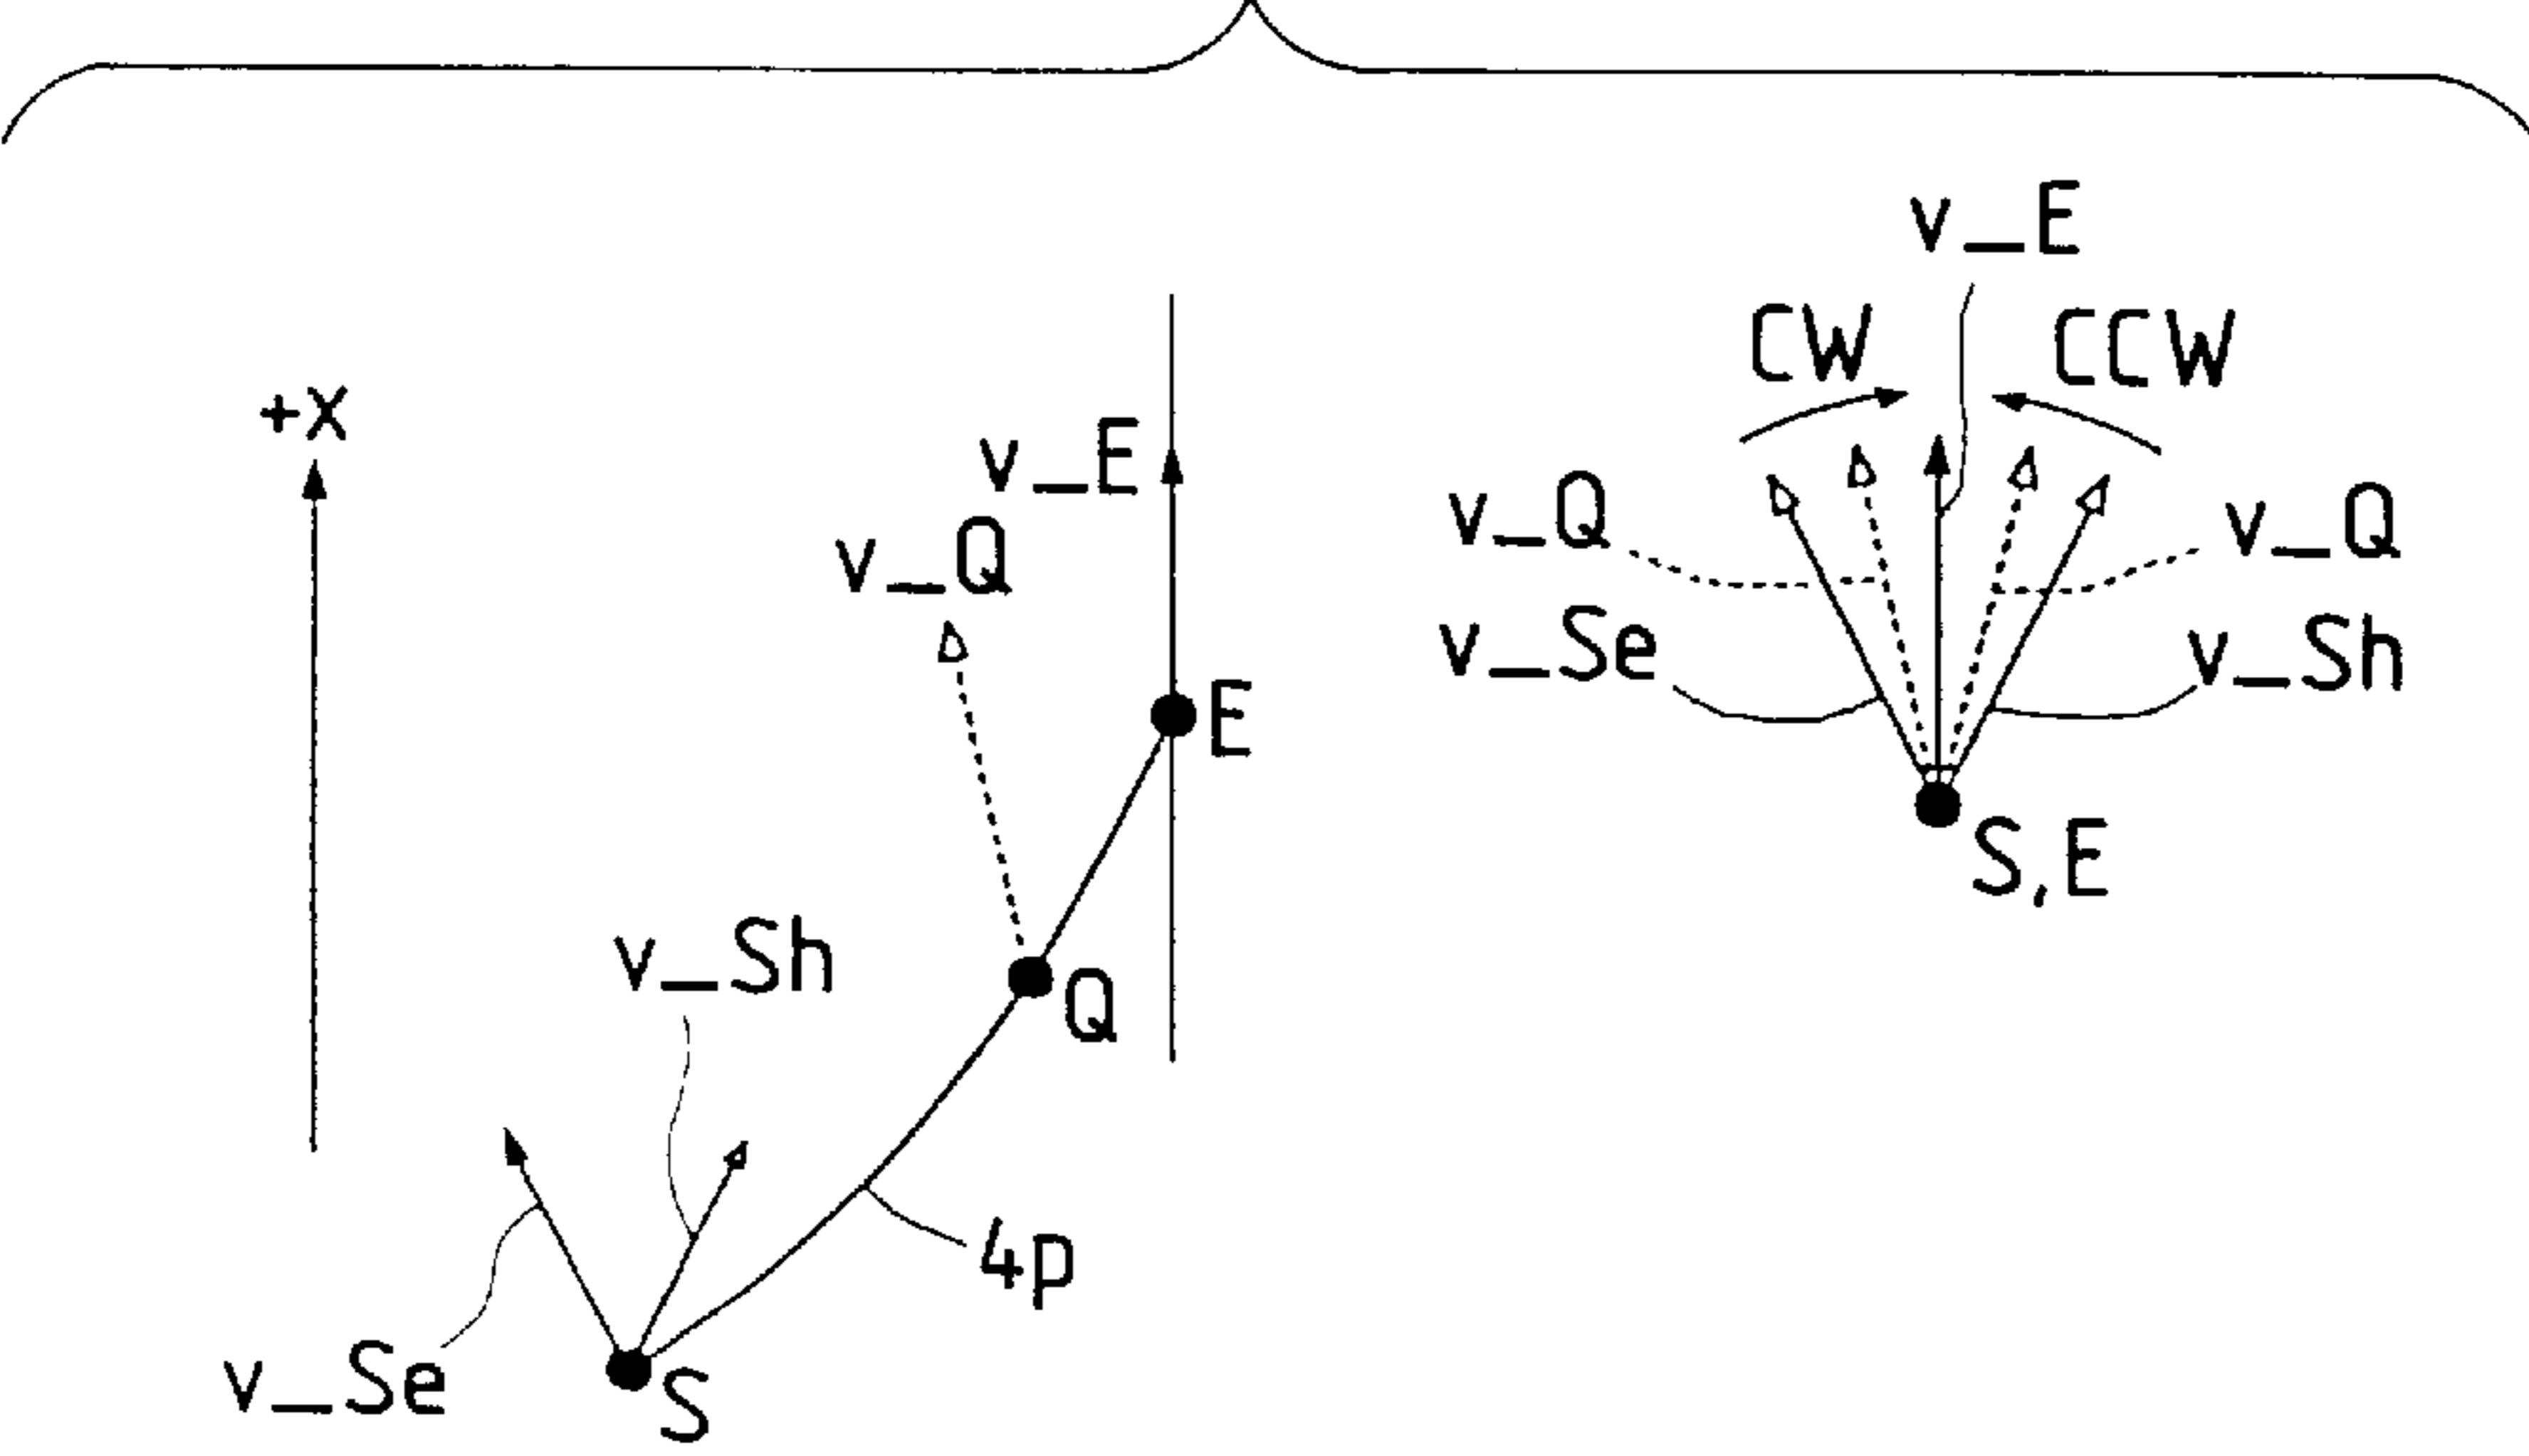 +X
v_E
v_Q
E
v_Sh
Q
4p
v_Se
S
v_E
CW
CCW
v_Q
v_Q
v_Se
v_Sh
S,E